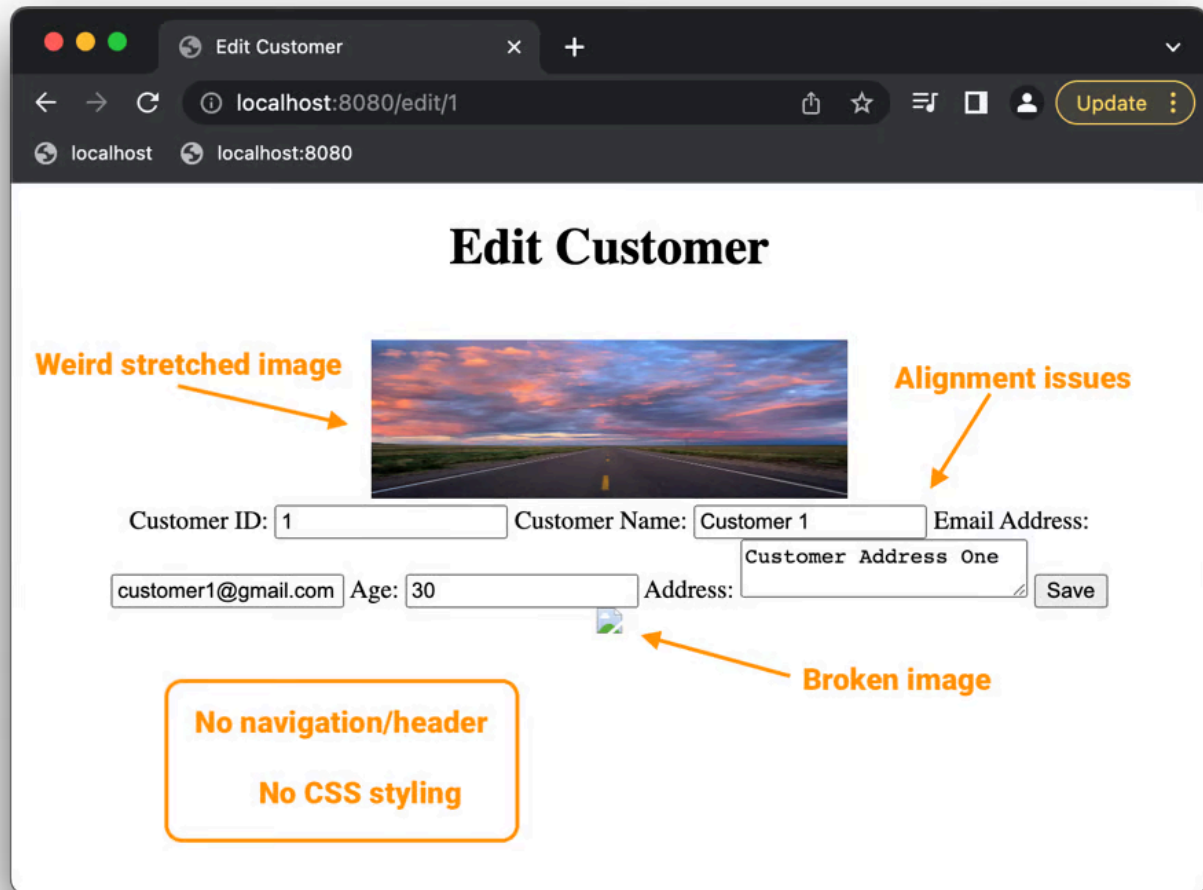 Edit Customer
localhost:8080/edit/1
Update
localhost localhost:8080
Edit Customer
Weird stretched image
Alignment issues
Customer ID: 1 Customer Name: Customer 1 Email Address:
customer1@gmail.com Age: 30 Address: Customer Address One Save
Broken image
No navigation/header
No CSS styling